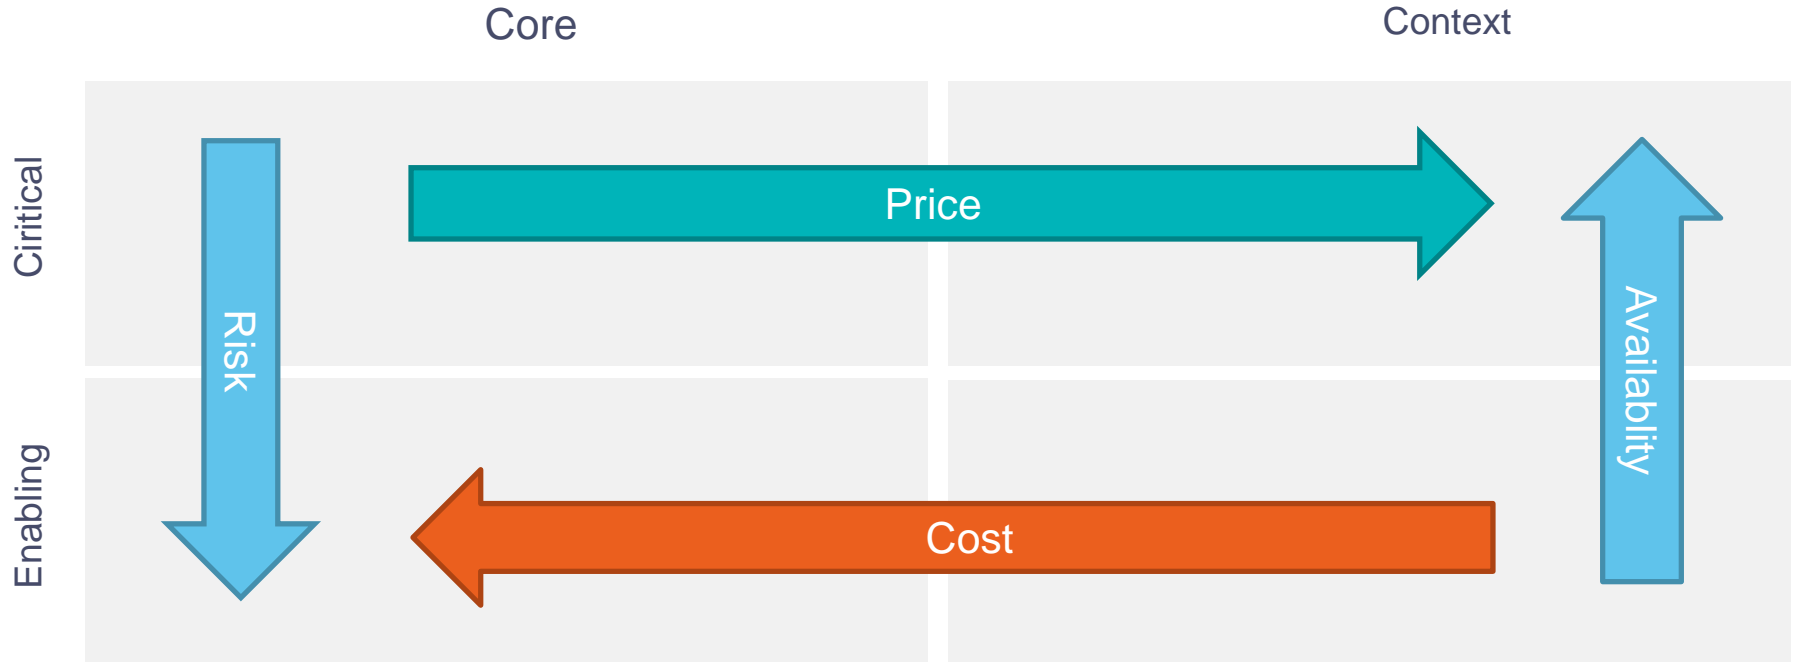 Core
Context
Ciritical
Price
Risk
Availablity
Enabling
Cost